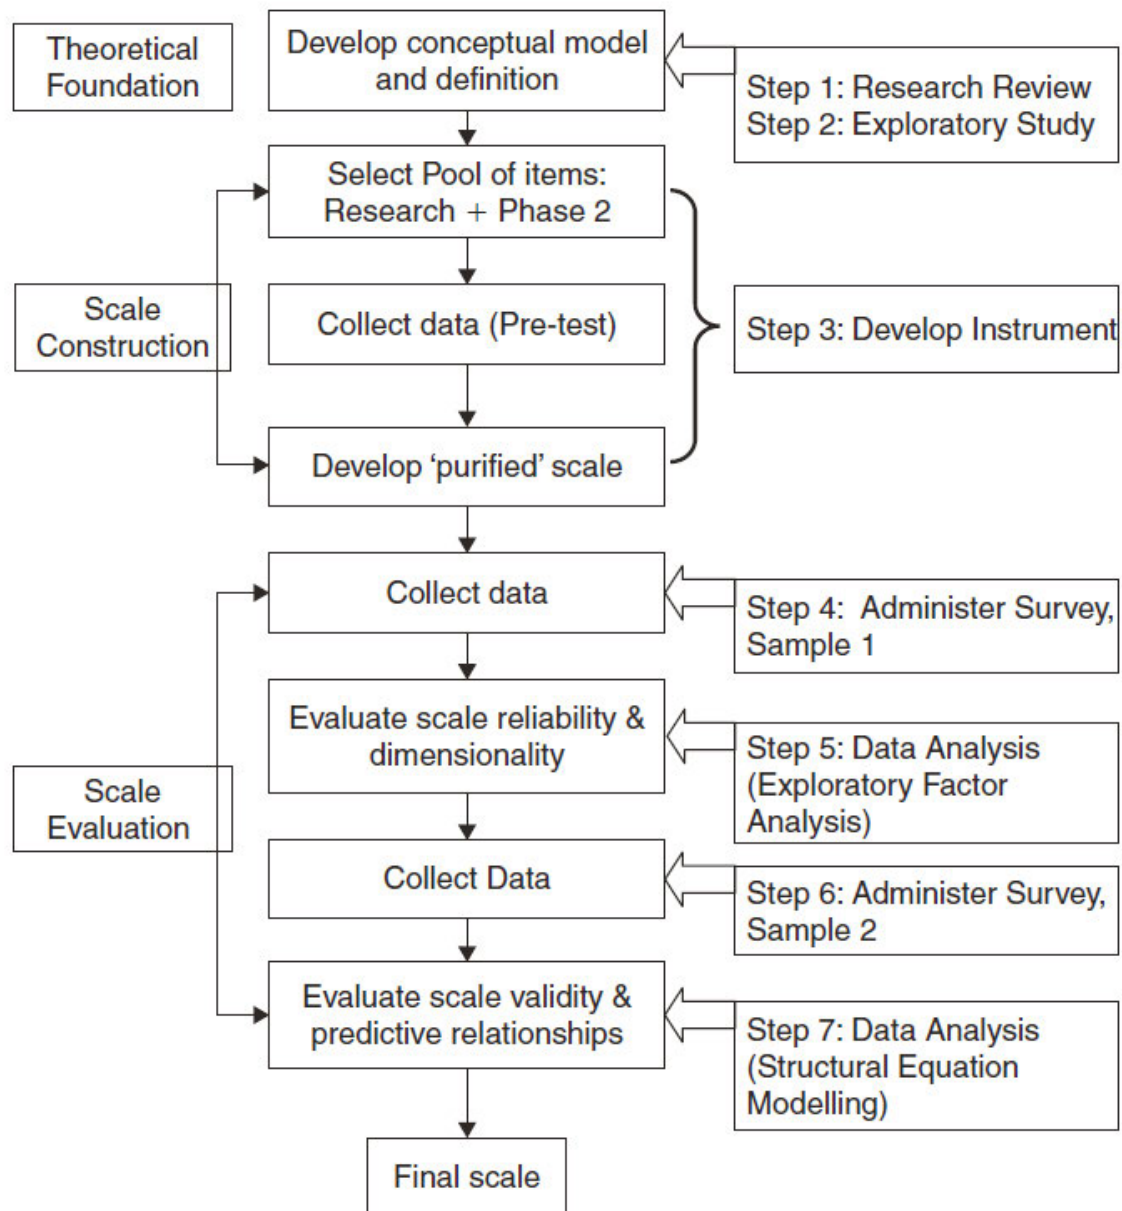 Theoretical
Foundation
Develop conceptual model
and definition
Step 1: Research Review
Step 2: Exploratory Study
Select Pool of items:
Research + Phase 2
Scale
Construction
Collect data (Pre-test)
Step 3: Develop Instrument
Develop ‘purified’ scale
Collect data
Step 4:  Administer Survey,
Sample 1
Evaluate scale reliability &
dimensionality
Step 5: Data Analysis
(Exploratory Factor
Analysis)
Scale
Evaluation
Collect Data
Step 6: Administer Survey,
Sample 2
Evaluate scale validity &
predictive relationships
Step 7: Data Analysis
(Structural Equation
Modelling)
Final scale